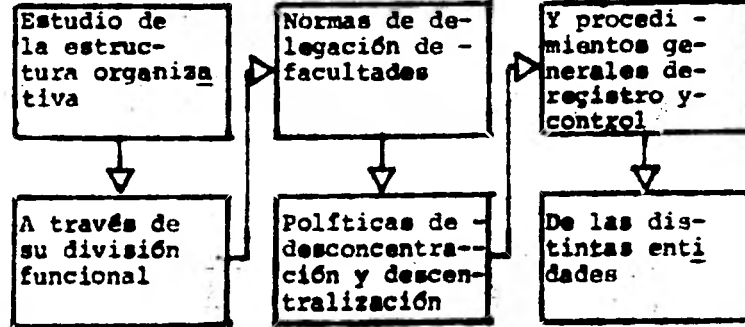 Estudio de
la estruc-
tura organiza
tiva
A través de
su división
funcional
Normas de de-
legación de -
facultades
Políticas de -
desconcentra--
ción y descen-
tralización
Y procedi -
mientos ge-
nerales de-
registro y-
control
De las dis-
tintas enti
dades